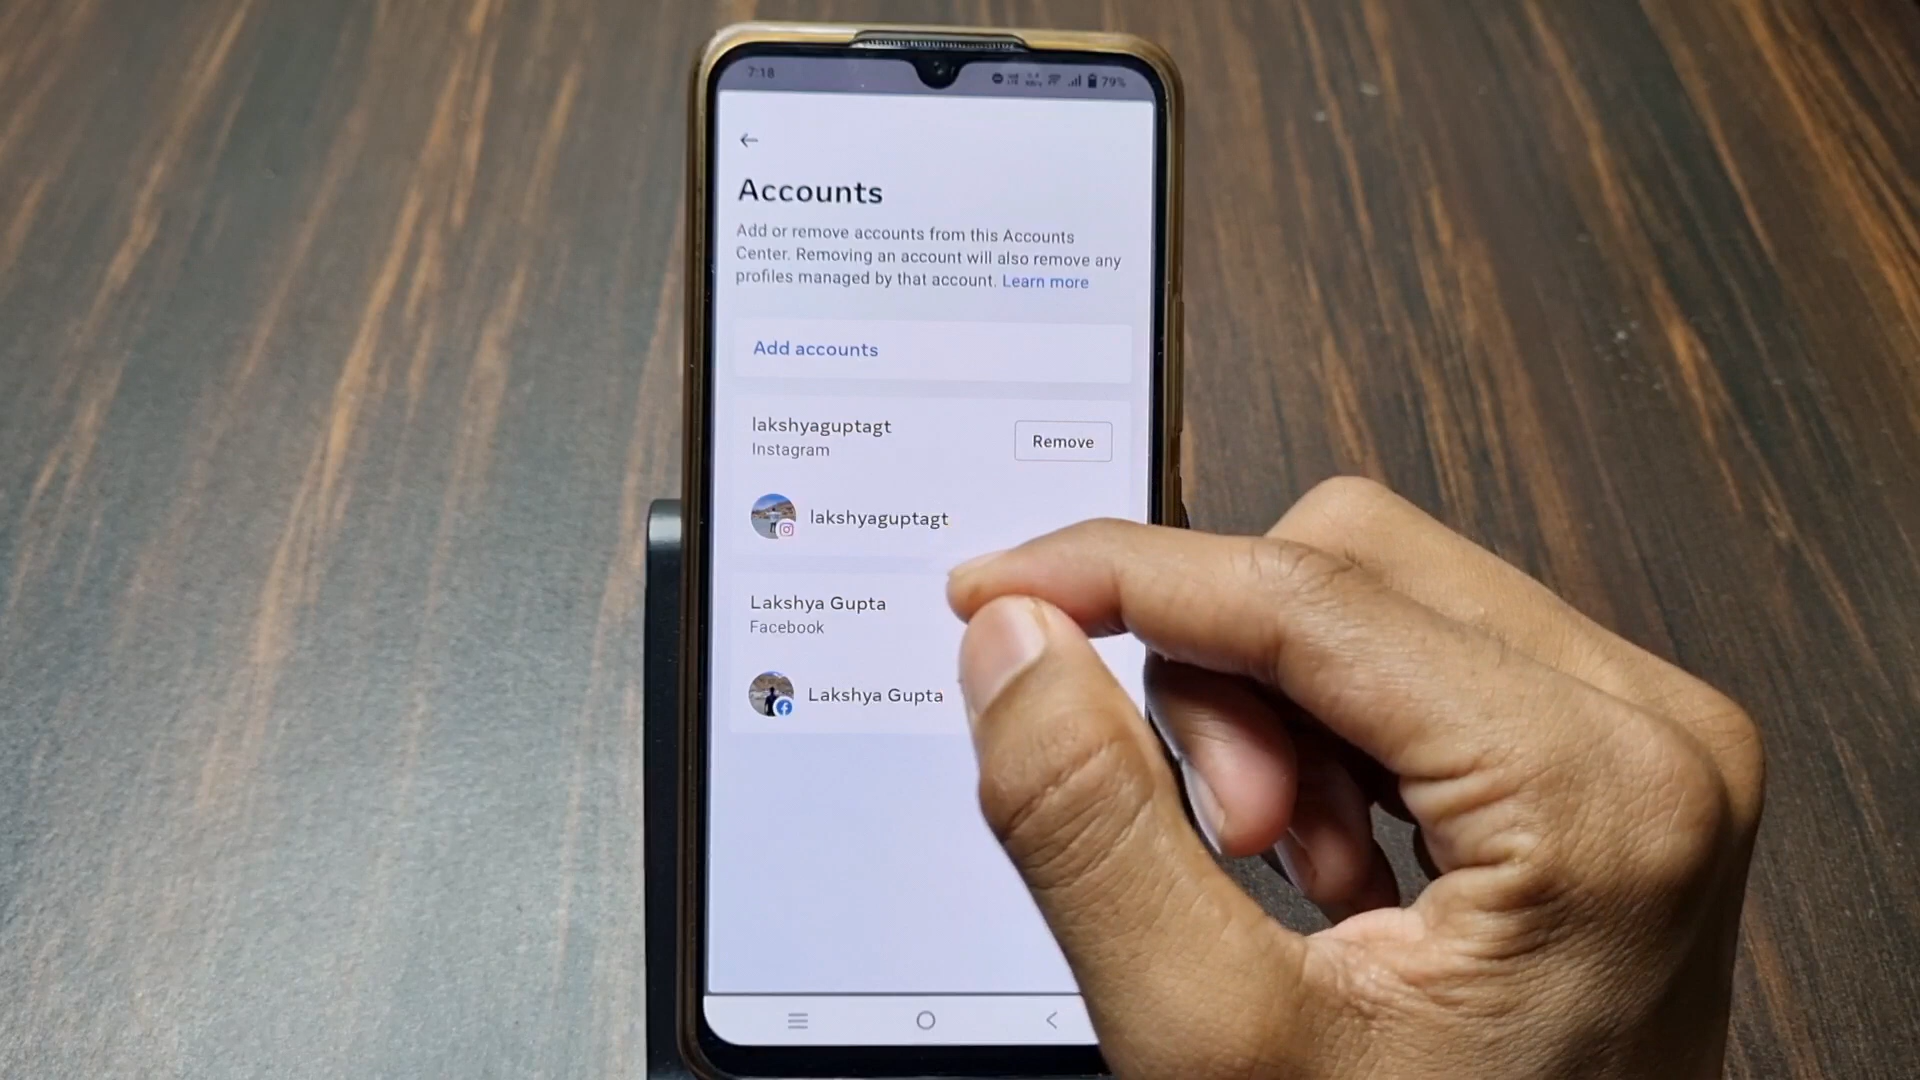 7:18
79%
Accounts
Add or remove accounts from this Accounts
Center. Removing an account will also remove any
profiles managed by that account. Learn more
Add accounts
lakshyaguptagt
Instagram
Remove
lakshyaguptagt
Lakshya Gupta
Facebook
Lakshya Gupta